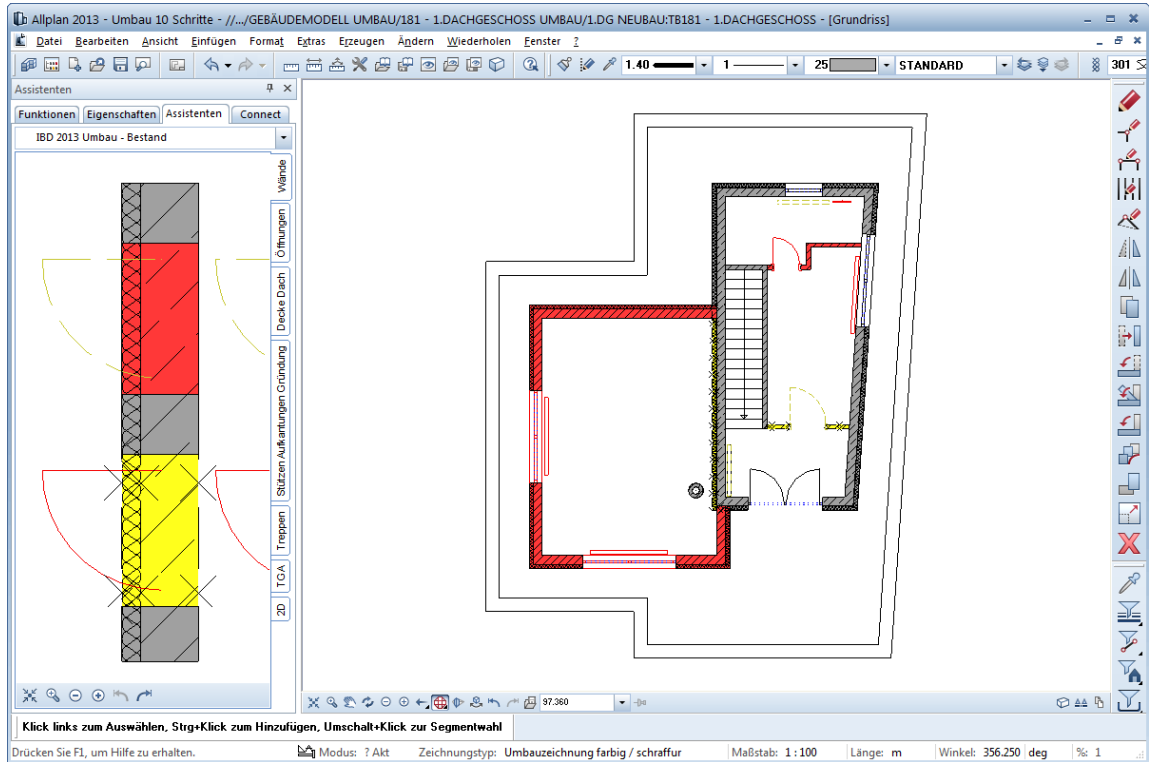 Allplan 2013 - Umbau 10 Schritte - //.../GEBÄUDEMODELL UMBAU/181 - 1.DACHGESCHOSS UMBAU/1.DG NEUBAU:TB181 - 1.DACHGESCHOSS - [Grundriss]
Datei Bearbeiten Ansicht Einfügen Format Extras Erzeugen Ändern Wiederholen Fenster ?
1.40 1 25 STANDARD 301
Assistenten
Funktionen Eigenschaften Assistenten Connect
IBD 2013 Umbau - Bestand
Wände
Öffnungen
Decke Dach
Stützen Aufkantungen Gründung
Treppen
TGA
2D
97.360
Klick links zum Auswählen, Strg+Klick zum Hinzufügen, Umschalt+Klick zur Segmentwahl
Drücken Sie F1, um Hilfe zu erhalten. Modus: ? Akt Zeichnungstyp: Umbauzeichnung farbig / schraffur Maßstab: 1 : 100 Länge: m Winkel: 356.250 deg %: 1